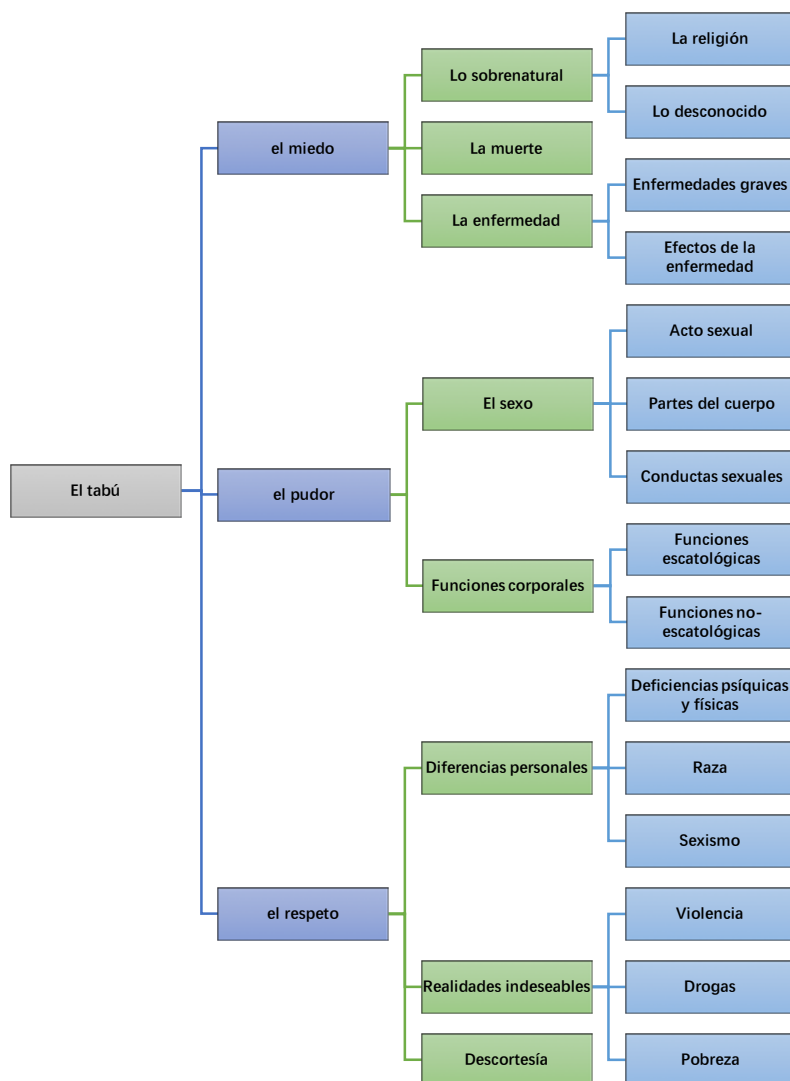 La religión
Lo sobrenatural
Lo desconocido
el miedo
La muerte
Enfermedades graves
La enfermedad
Efectos de la
enfermedad
Acto sexual
El sexo
Partes del cuerpo
Conductas sexuales
El tabú
el pudor
Funciones
escatológicas
Funciones corporales
Funciones no-
escatológicas
Deficiencias psíquicas
y físicas
Diferencias personales
Raza
Sexismo
el respeto
Violencia
Realidades indeseables
Drogas
Descortesía
Pobreza